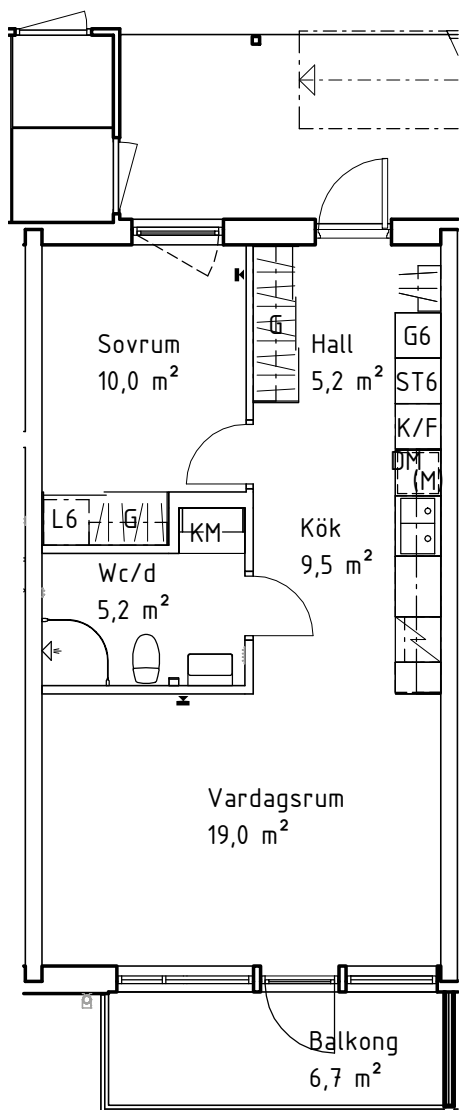 Sovrum
10,0 m²
G
Hall
5,2 m²
G6
ST6
K/F
DM
(M)
L6
G
KM
Kök
9,5 m²
Wc/d
5,2 m²
Vardagsrum
19,0 m²
Balkong
6,7 m²